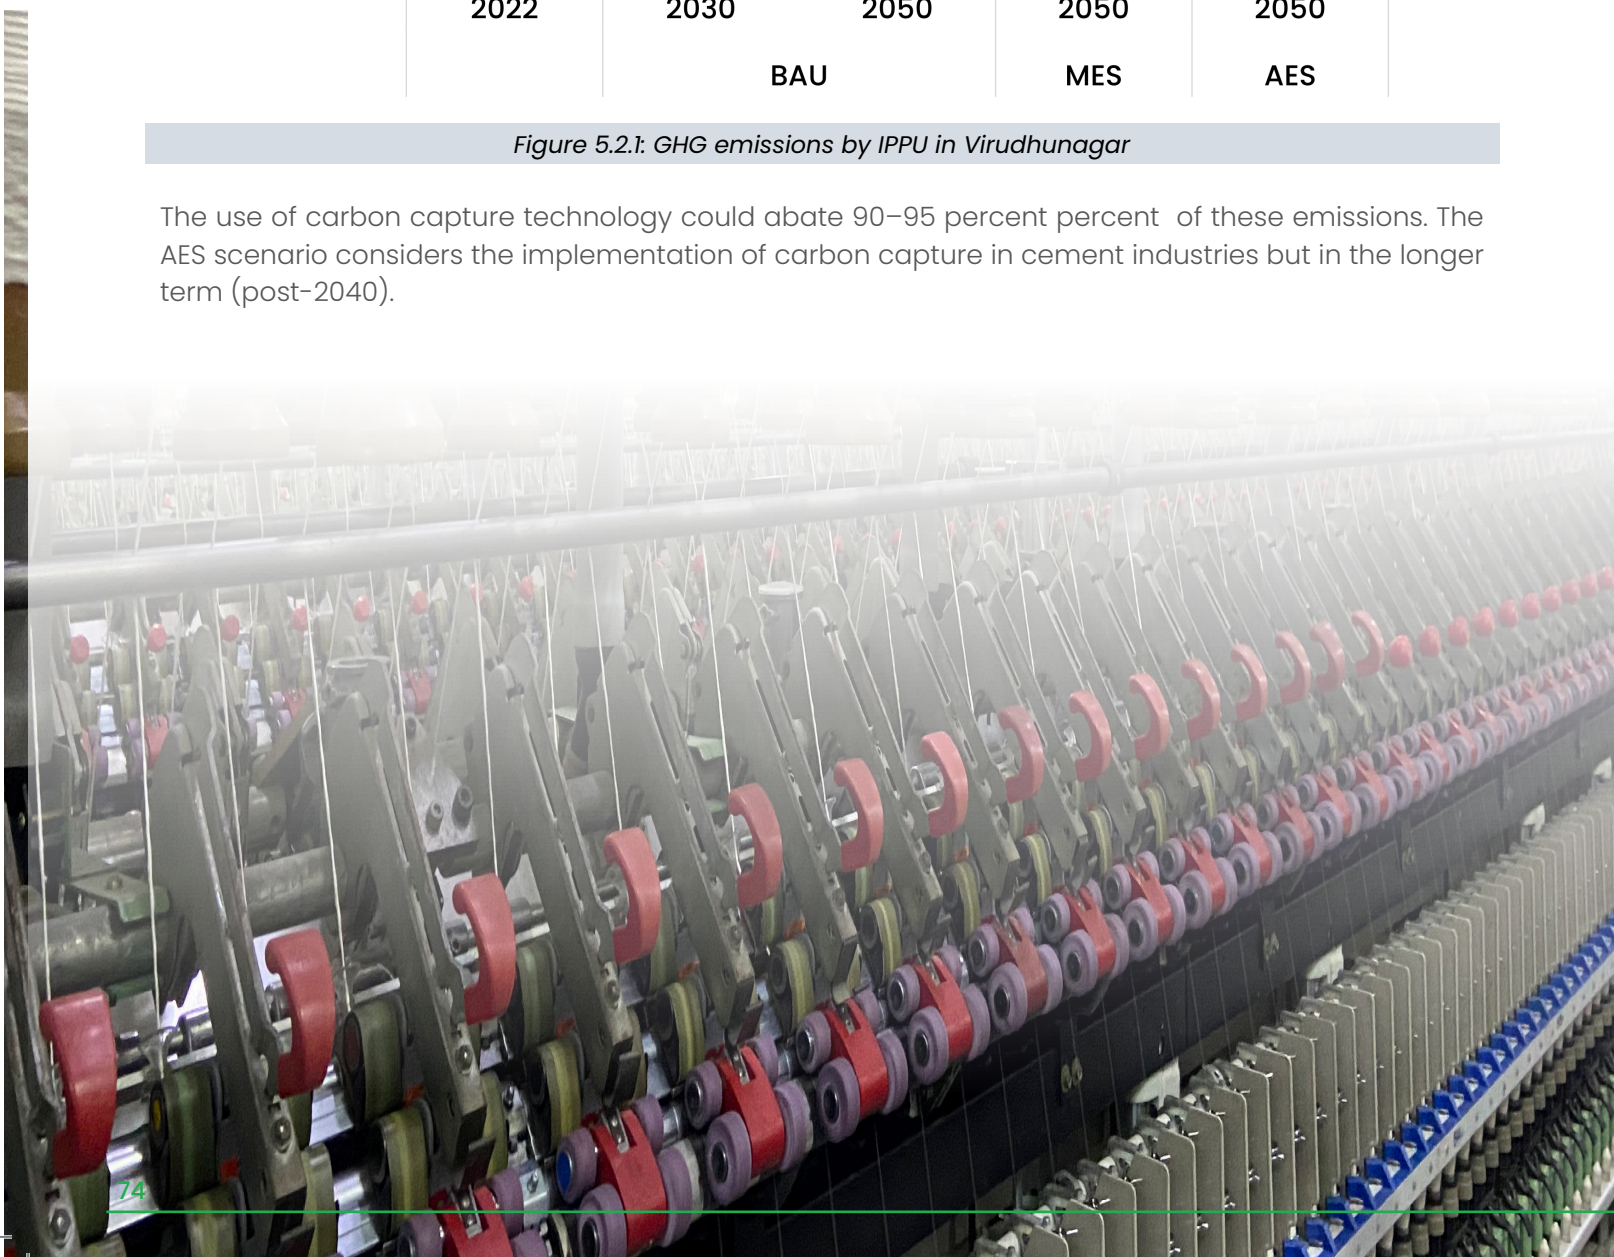 2022 2030 2050 2050 2050
BAU MES AES
Figure 5.2.1: GHG emissions by IPPU in Virudhunagar
The use of carbon capture technology could abate 90–95 percent percent  of these emissions. The
AES scenario considers the implementation of carbon capture in cement industries but in the longer
term (post-2040).
74